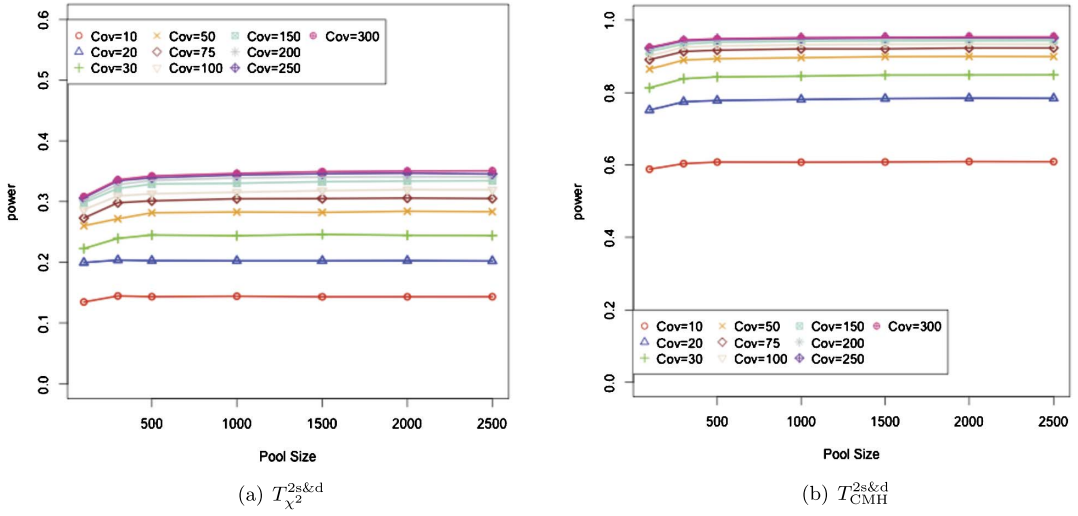 0.6
0.5
0.4
0.3
0.2
0.1
0.0
power
Cov=10 Cov=50 Cov=150 Cov=300
Cov=20 Cov=75 Cov=200
Cov=30 Cov=100 Cov=250
500 1000 1500 2000 2500
Pool Size
(a) T_{χ²}^{2s&d}
1.0
0.8
0.6
0.4
0.2
0.0
power
Cov=10 Cov=50 Cov=150 Cov=300
Cov=20 Cov=75 Cov=200
Cov=30 Cov=100 Cov=250
500 1000 1500 2000 2500
Pool Size
(b) T_{CMH}^{2s&d}